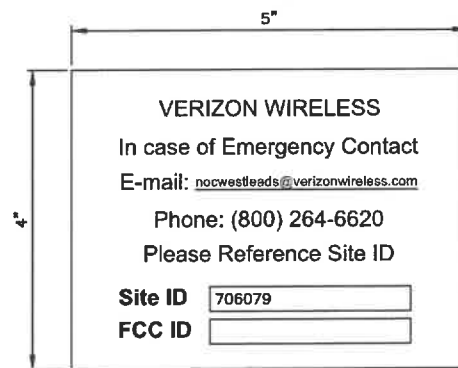 5"
4"
VERIZON WIRELESS
In case of Emergency Contact
E-mail: nocwestleads@verizonwireless.com
Phone: (800) 264-6620
Please Reference Site ID
Site ID 706079
FCC ID